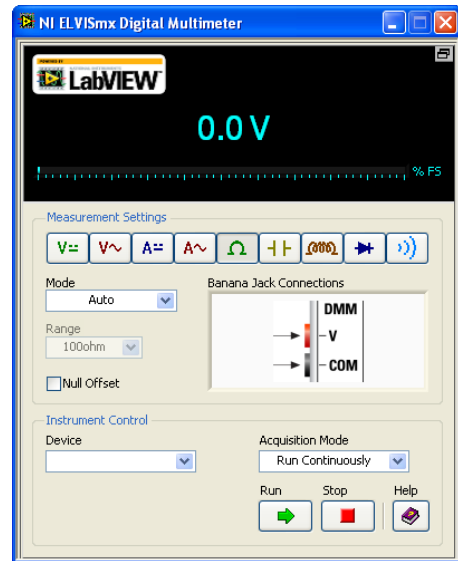 NI ELVISmx Digital Multimeter
POWERED BY
LabVIEW
0.0 V
% FS
Measurement Settings
V V A A Ω
Mode
Banana Jack Connections
Auto
DMM
V
Range
100ohm
COM
Null Offset
Instrument Control
Device
Acquisition Mode
Run Continuously
Run Stop Help